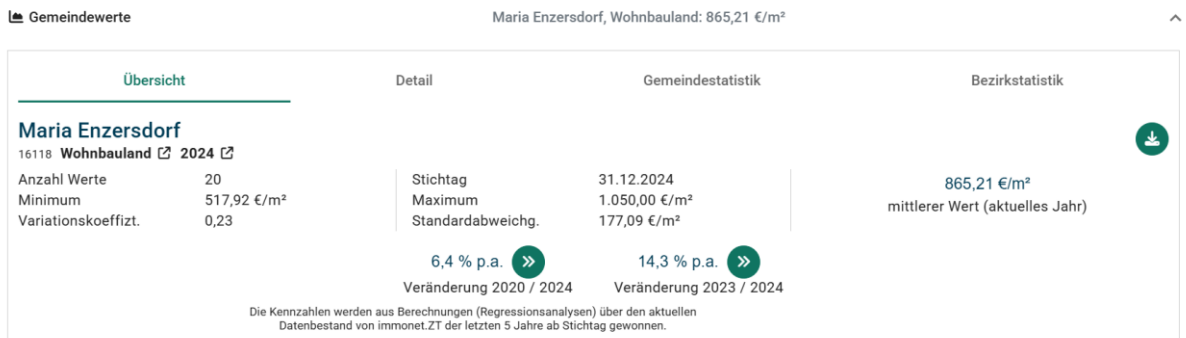 Gemeindewerte Maria Enzersdorf, Wohnbauland: 865,21 €/m²
Übersicht Detail Gemeindestatistik Bezirkstatistik
Maria Enzersdorf
16118 Wohnbauland 2024
Anzahl Werte 20 Stichtag 31.12.2024
Minimum 517,92 €/m² Maximum 1.050,00 €/m²
Variationskoeffizt. 0,23 Standardabweichg. 177,09 €/m²
865,21 €/m²
mittlerer Wert (aktuelles Jahr)
6,4 % p.a. 14,3 % p.a.
Veränderung 2020 / 2024 Veränderung 2023 / 2024
Die Kennzahlen werden aus Berechnungen (Regressionsanalysen) über den aktuellen
Datenbestand von immonet.ZT der letzten 5 Jahre ab Stichtag gewonnen.